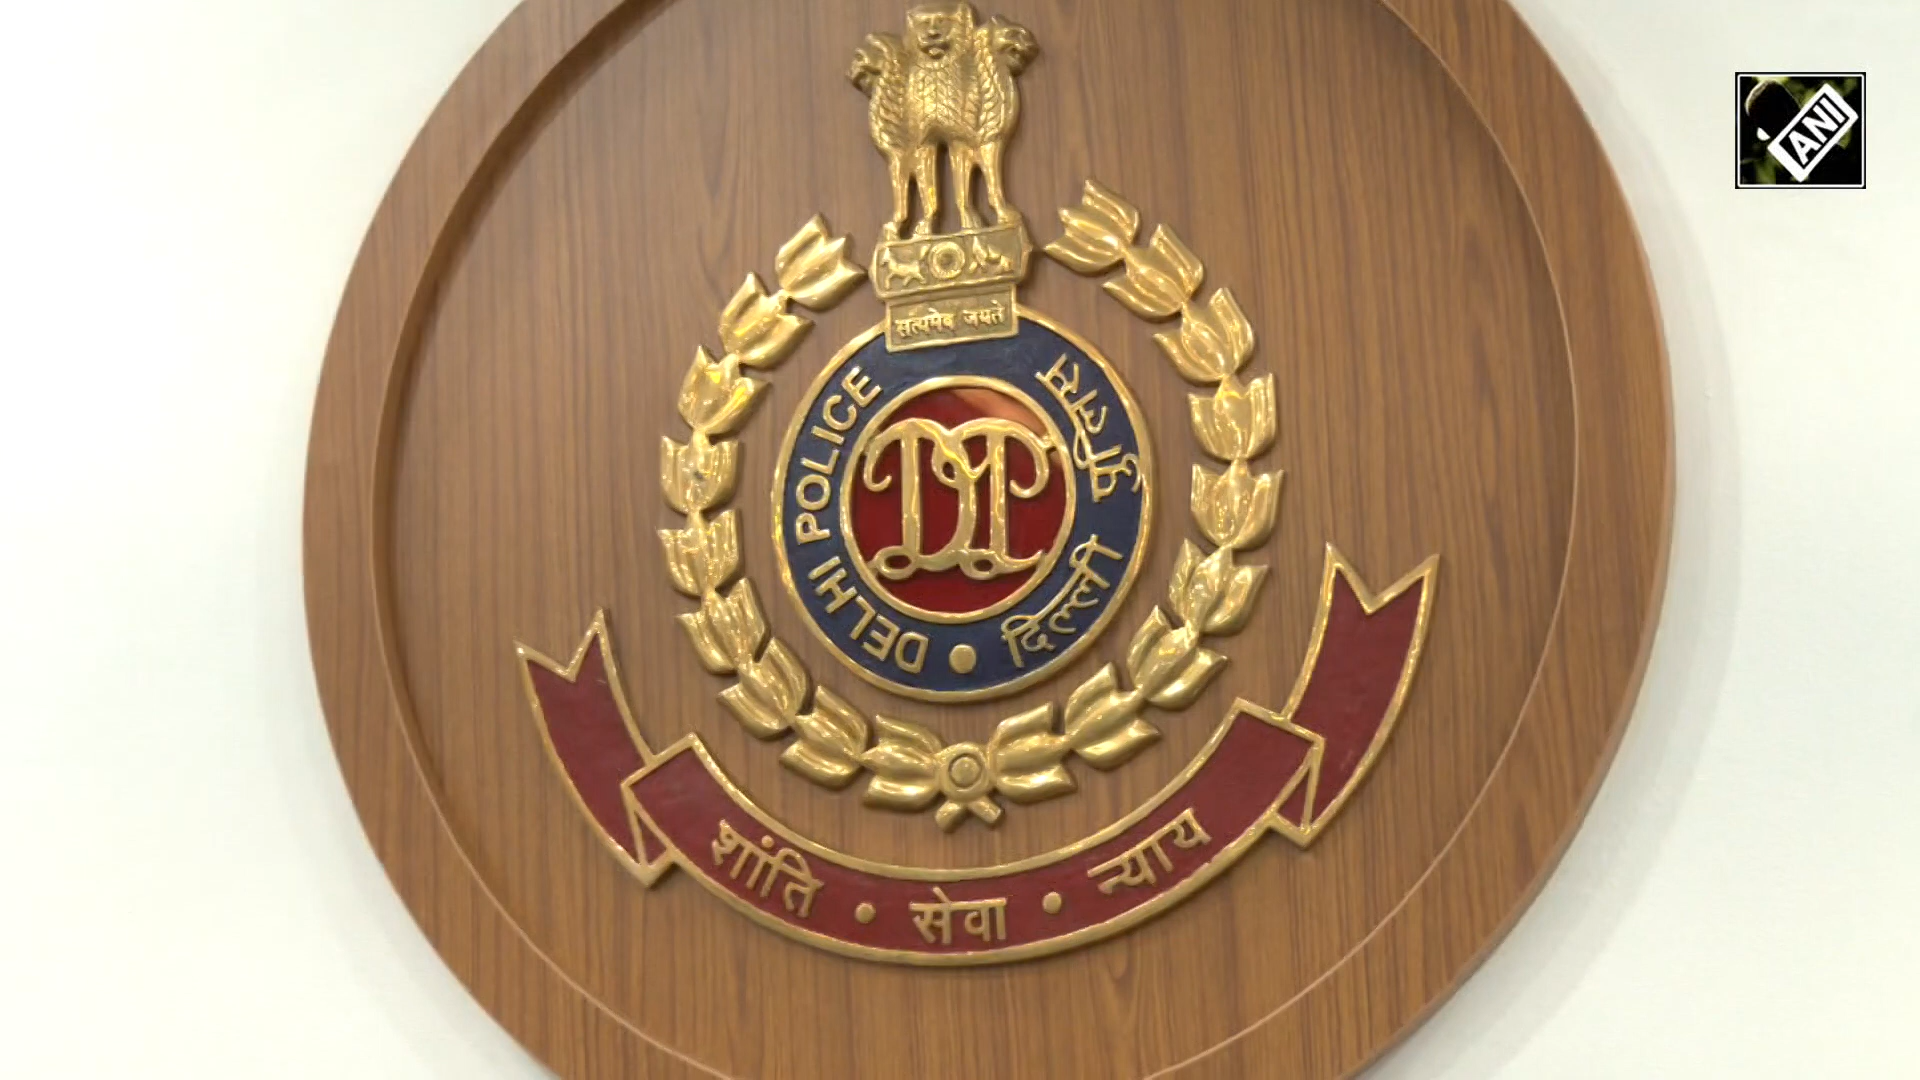 ANI
सत्यमेव जयते
DELHI POLICE
दिल्ली पुलिस
DP
शांति • सेवा • न्याय